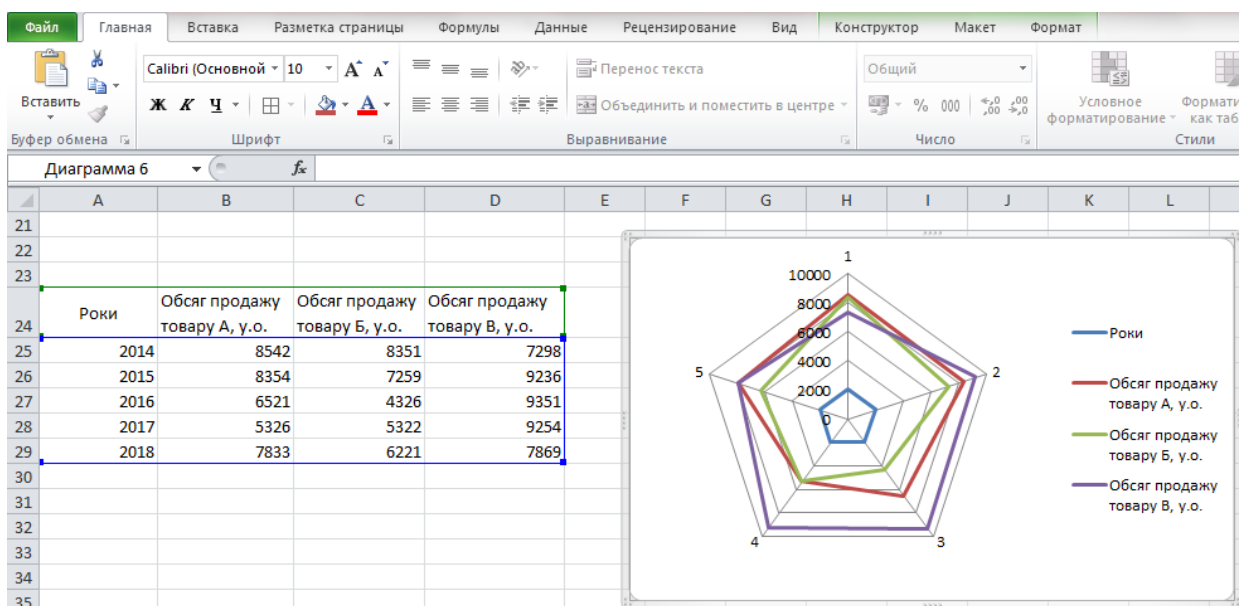 Файл Главная Вставка Разметка страницы Формулы Данные Рецензирование Вид Конструктор Макет Формат
Calibri (Основной 10 A A Перенос текста Общий
Вставить Ж К Ч A Объединить и поместить в центре % 000 ,0 ,00 ,00 ,0 Условное форматирование
Буфер обмена Шрифт Выравнивание Число Стили
Диаграмма 6 fx
A B C D E F G H I J K L
21
22
23
24 Роки Обсяг продажу товару А, у.о. Обсяг продажу товару Б, у.о. Обсяг продажу товару В, у.о.
25 2014 8542 8351 7298
26 2015 8354 7259 9236
27 2016 6521 4326 9351
28 2017 5326 5322 9254
29 2018 7833 6221 7869
30
31
32
33
34
35
1
10000
8000
6000
4000
2000
0
5
2
4
3
Роки
Обсяг продажу
товару А, у.о.
Обсяг продажу
товару Б, у.о.
Обсяг продажу
товару В, у.о.